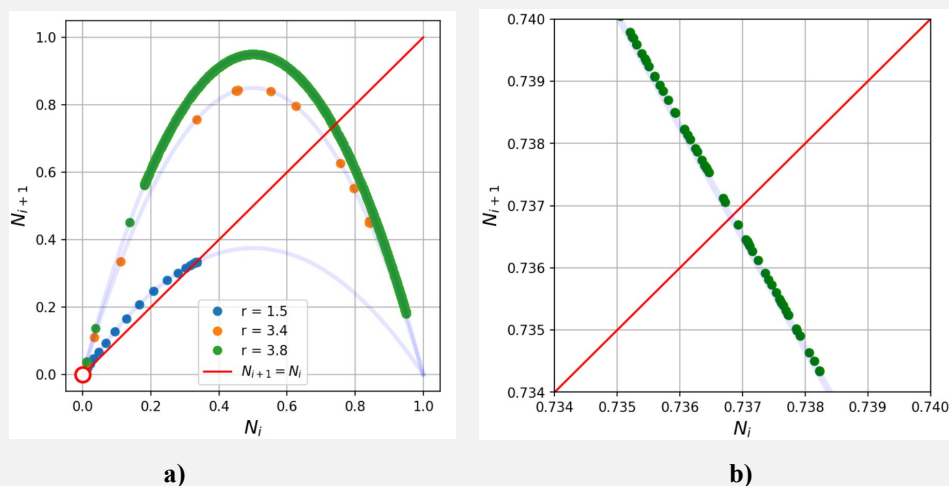 1.0
0.8
0.6
0.4
0.2
0.0
N_{i+1}
0.0 0.2 0.4 0.6 0.8 1.0
N_i
r = 1.5
r = 3.4
r = 3.8
N_{i+1} = N_i
a)
0.740
0.739
0.738
0.737
0.736
0.735
0.734
N_{i+1}
0.734 0.735 0.736 0.737 0.738 0.739 0.740
N_i
b)